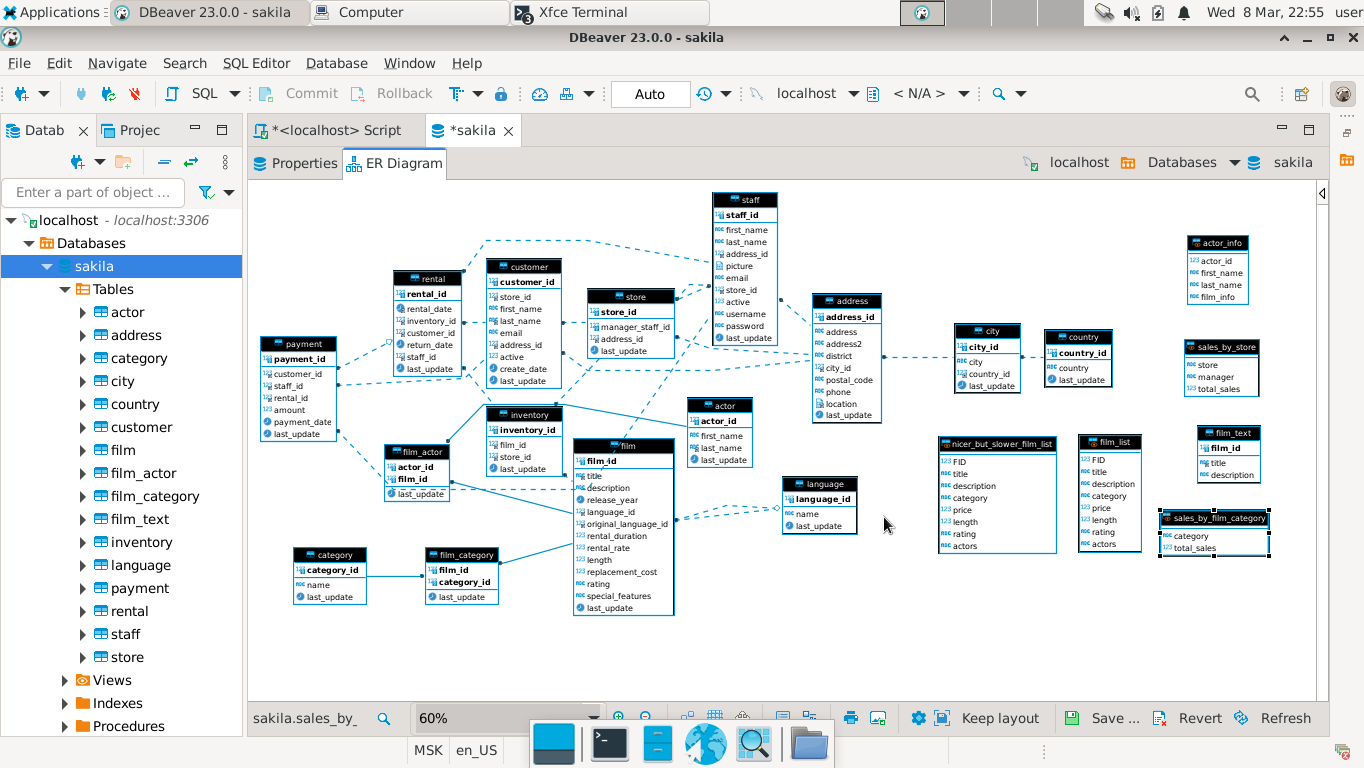 Applications
DBeaver 23.0.0 - sakila
Computer
Xfce Terminal
Wed 8 Mar, 22:55
user
DBeaver 23.0.0 - sakila
File Edit Navigate Search SQL Editor Database Window Help
SQL Commit Rollback Auto localhost < N/A >
Datab
Projec
*<localhost> Script
*sakila
Properties
ER Diagram
localhost
Databases
sakila
Enter a part of object ...
localhost - localhost:3306
Databases
sakila
Tables
actor
address
category
city
country
customer
film
film_actor
film_category
film_text
inventory
language
payment
rental
staff
store
Views
Indexes
Procedures
staff
staff_id
first_name
last_name
address_id
picture
email
store_id
active
username
password
last_update
rental
rental_id
rental_date
inventory_id
customer_id
return_date
staff_id
last_update
customer
customer_id
store_id
first_name
last_name
email
address_id
active
create_date
last_update
store
store_id
manager_staff_id
address_id
last_update
address
address_id
address
address2
district
city_id
postal_code
phone
location
last_update
payment
payment_id
customer_id
staff_id
rental_id
amount
payment_date
last_update
city
city_id
city
country_id
last_update
country
country_id
country
last_update
actor_info
actor_id
first_name
last_name
film_info
sales_by_store
store
manager
total_sales
inventory
inventory_id
film_id
store_id
last_update
actor
actor_id
first_name
last_name
last_update
film_actor
actor_id
film_id
last_update
film
film_id
title
description
release_year
language_id
original_language_id
rental_duration
rental_rate
length
replacement_cost
rating
special_features
last_update
language
language_id
name
last_update
nicer_but_slower_film_list
FID
title
description
category
price
length
rating
actors
film_list
FID
title
description
category
price
length
rating
actors
film_text
film_id
title
description
sales_by_film_category
category
total_sales
category
category_id
name
last_update
film_category
film_id
category_id
last_update
sakila.sales_by_
60%
Keep layout
Save ...
Revert
Refresh
MSK
en_US